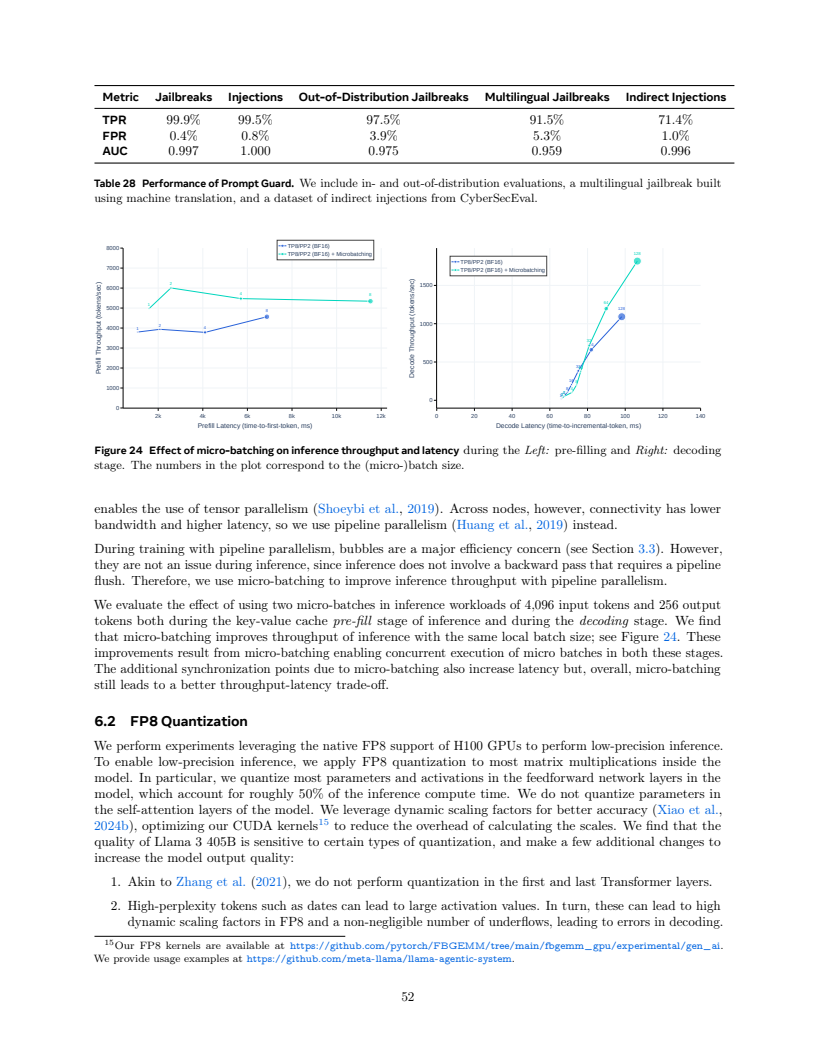 Metric Jailbreaks Injections Out-of-Distribution Jailbreaks Multilingual Jailbreaks Indirect Injections
TPR 99.9% 99.5% 97.5% 91.5% 71.4%
FPR 0.4% 0.8% 3.9% 5.3% 1.0%
AUC 0.997 1.000 0.975 0.959 0.996
Table 28 Performance of Prompt Guard. We include in- and out-of-distribution evaluations, a multilingual jailbreak built
using machine translation, and a dataset of indirect injections from CyberSecEval.
TP8/PP2 (BF16)
TP8/PP2 (BF16) + Microbatching
Prefill Throughput (tokens/sec)
8000
7000
6000
5000
4000
3000
2000
1000
0
1 2 4 8
2k 4k 6k 8k 10k 12k
Prefill Latency (time-to-first-token, ms)
TP8/PP2 (BF16)
TP8/PP2 (BF16) + Microbatching
Decode Throughput (tokens/sec)
1500
1000
500
0
128
128
0 20 40 60 80 100 120 140
Decode Latency (time-to-incremental-token, ms)
Figure 24 Effect of micro-batching on inference throughput and latency during the Left: pre-filling and Right: decoding
stage. The numbers in the plot correspond to the (micro-)batch size.
enables the use of tensor parallelism (Shoeybi et al., 2019). Across nodes, however, connectivity has lower
bandwidth and higher latency, so we use pipeline parallelism (Huang et al., 2019) instead.
During training with pipeline parallelism, bubbles are a major efficiency concern (see Section 3.3). However,
they are not an issue during inference, since inference does not involve a backward pass that requires a pipeline
flush. Therefore, we use micro-batching to improve inference throughput with pipeline parallelism.
We evaluate the effect of using two micro-batches in inference workloads of 4,096 input tokens and 256 output
tokens both during the key-value cache pre-fill stage of inference and during the decoding stage. We find
that micro-batching improves throughput of inference with the same local batch size; see Figure 24. These
improvements result from micro-batching enabling concurrent execution of micro batches in both these stages.
The additional synchronization points due to micro-batching also increase latency but, overall, micro-batching
still leads to a better throughput-latency trade-off.
6.2 FP8 Quantization
We perform experiments leveraging the native FP8 support of H100 GPUs to perform low-precision inference.
To enable low-precision inference, we apply FP8 quantization to most matrix multiplications inside the
model. In particular, we quantize most parameters and activations in the feedforward network layers in the
model, which account for roughly 50% of the inference compute time. We do not quantize parameters in
the self-attention layers of the model. We leverage dynamic scaling factors for better accuracy (Xiao et al.,
2024b), optimizing our CUDA kernels15 to reduce the overhead of calculating the scales. We find that the
quality of Llama 3 405B is sensitive to certain types of quantization, and make a few additional changes to
increase the model output quality:
1. Akin to Zhang et al. (2021), we do not perform quantization in the first and last Transformer layers.
2. High-perplexity tokens such as dates can lead to large activation values. In turn, these can lead to high
dynamic scaling factors in FP8 and a non-negligible number of underflows, leading to errors in decoding.
15Our FP8 kernels are available at https://github.com/pytorch/FBGEMM/tree/main/fbgemm_gpu/experimental/gen_ai.
We provide usage examples at https://github.com/meta-llama/llama-agentic-system.
52